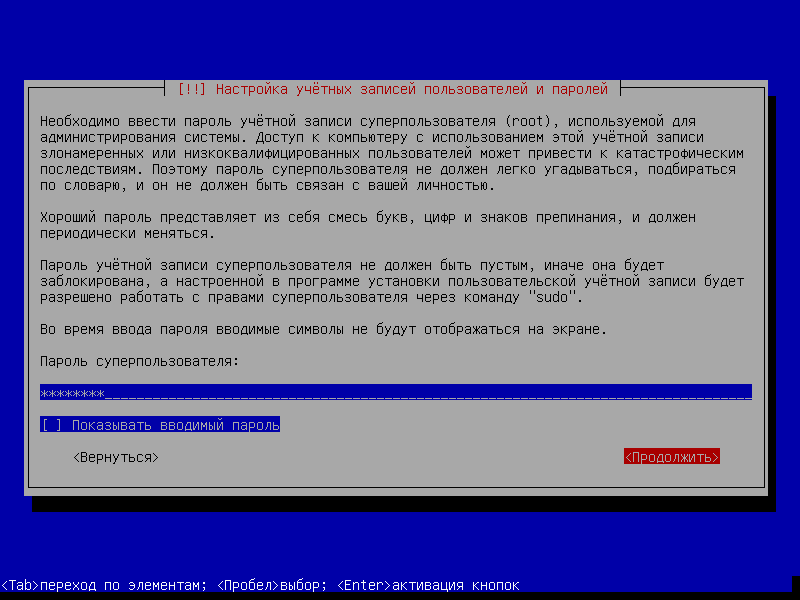 [!!] Настройка учётных записей пользователей и паролей
Необходимо ввести пароль учётной записи суперпользователя (root), используемой для
администрирования системы. Доступ к компьютеру с использованием этой учётной записи
злонамеренных или низкоквалифицированных пользователей может привести к катастрофическим
последствиям. Поэтому пароль суперпользователя не должен легко угадываться, подбираться
по словарю, и он не должен быть связан с вашей личностью.
Хороший пароль представляет из себя смесь букв, цифр и знаков препинания, и должен
периодически меняться.
Пароль учётной записи суперпользователя не должен быть пустым, иначе она будет
заблокирована, а настроенной в программе установки пользовательской учётной записи будет
разрешено работать с правами суперпользователя через команду "sudo".
Во время ввода пароля вводимые символы не будут отображаться на экране.
Пароль суперпользователя:
********
[ ] Показывать вводимый пароль
<Вернуться> <Продолжить>
<Tab>переход по элементам; <Пробел>выбор; <Enter>активация кнопок